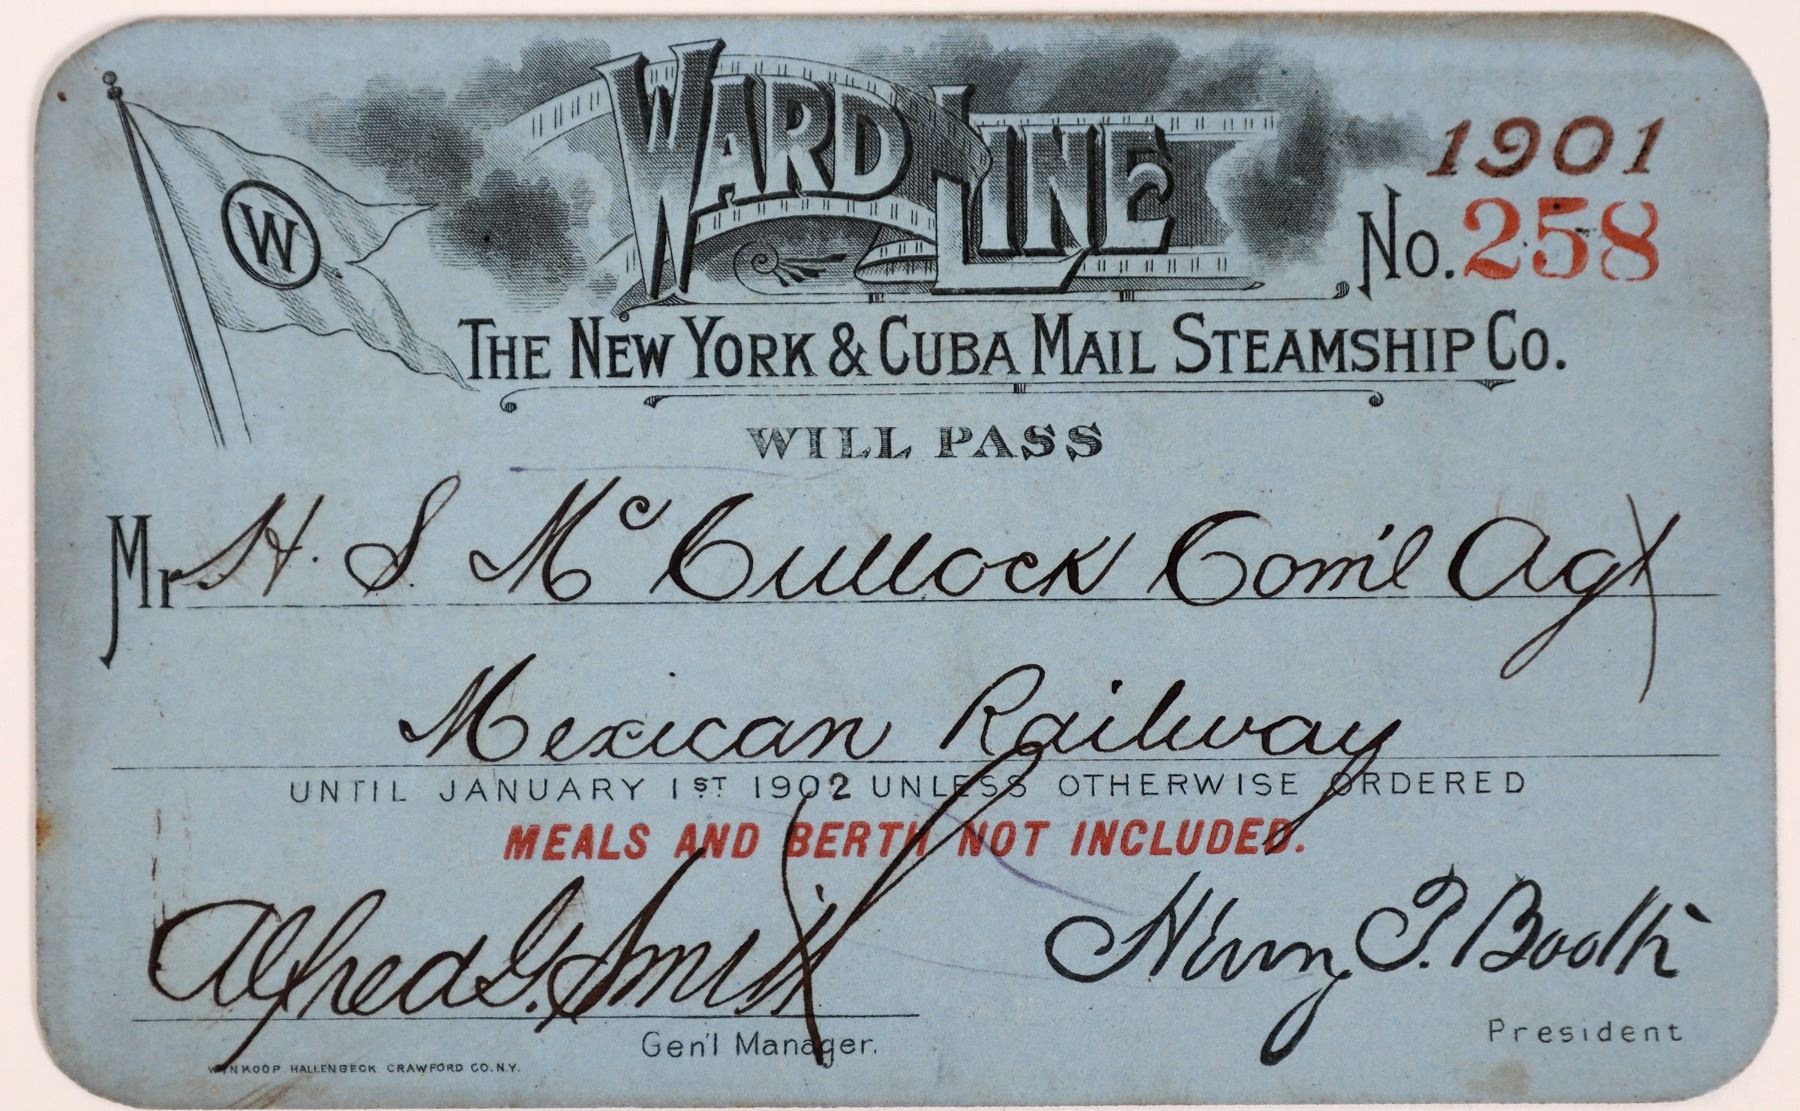 W
WARD LINE
1901
No. 258
THE NEW YORK & CUBA MAIL STEAMSHIP CO.
WILL PASS
Mr. H. S. McCullock Com'l Agt
Mexican Railway
UNTIL JANUARY 1ST 1902 UNLESS OTHERWISE ORDERED
MEALS AND BERTH NOT INCLUDED.
Alfred G. Smith
Henry P. Booth
Gen'l Manager.
President
WYNKOOP HALLENBECK CRAWFORD CO. N.Y.